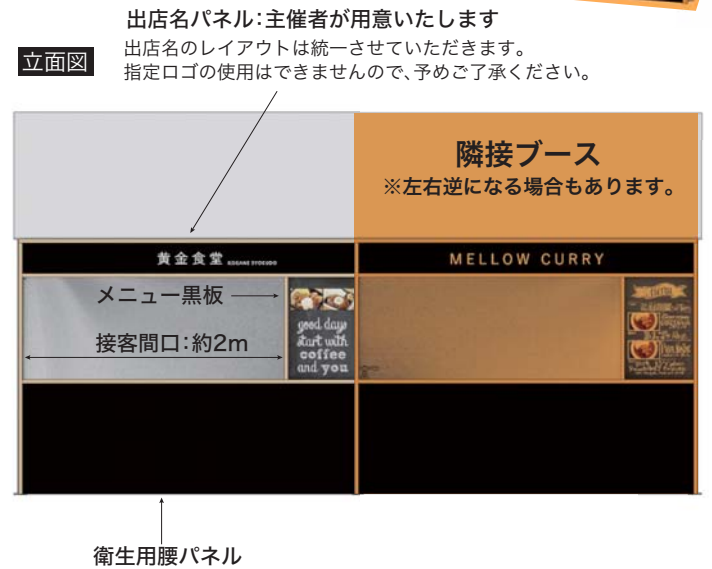 出店名パネル：主催者が用意いたします
立面図
出店名のレイアウトは統一させていただきます。
指定ロゴの使用はできませんので、予めご了承ください。
隣接ブース
※左右逆になる場合もあります。
黄金食堂 KOGANE SYOKUDO
MELLOW CURRY
メニュー黒板
接客間口：約2m
good days
start with
coffee
and you
衛生用腰パネル